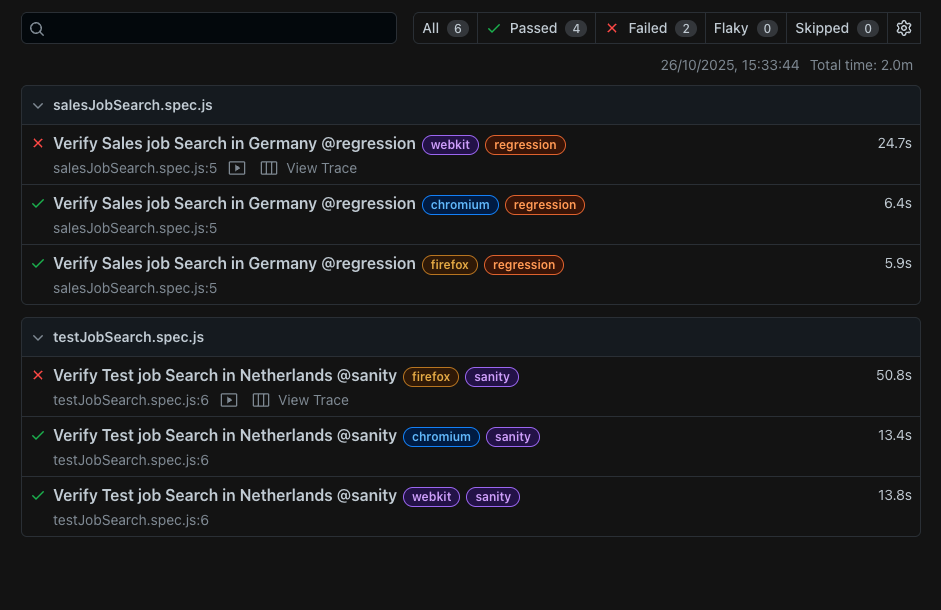 All 6 Passed 4 Failed 2 Flaky 0 Skipped 0
26/10/2025, 15:33:44 Total time: 2.0m
salesJobSearch.spec.js
Verify Sales job Search in Germany @regression webkit regression 24.7s
salesJobSearch.spec.js:5 View Trace
Verify Sales job Search in Germany @regression chromium regression 6.4s
salesJobSearch.spec.js:5
Verify Sales job Search in Germany @regression firefox regression 5.9s
salesJobSearch.spec.js:5
testJobSearch.spec.js
Verify Test job Search in Netherlands @sanity firefox sanity 50.8s
testJobSearch.spec.js:6 View Trace
Verify Test job Search in Netherlands @sanity chromium sanity 13.4s
testJobSearch.spec.js:6
Verify Test job Search in Netherlands @sanity webkit sanity 13.8s
testJobSearch.spec.js:6